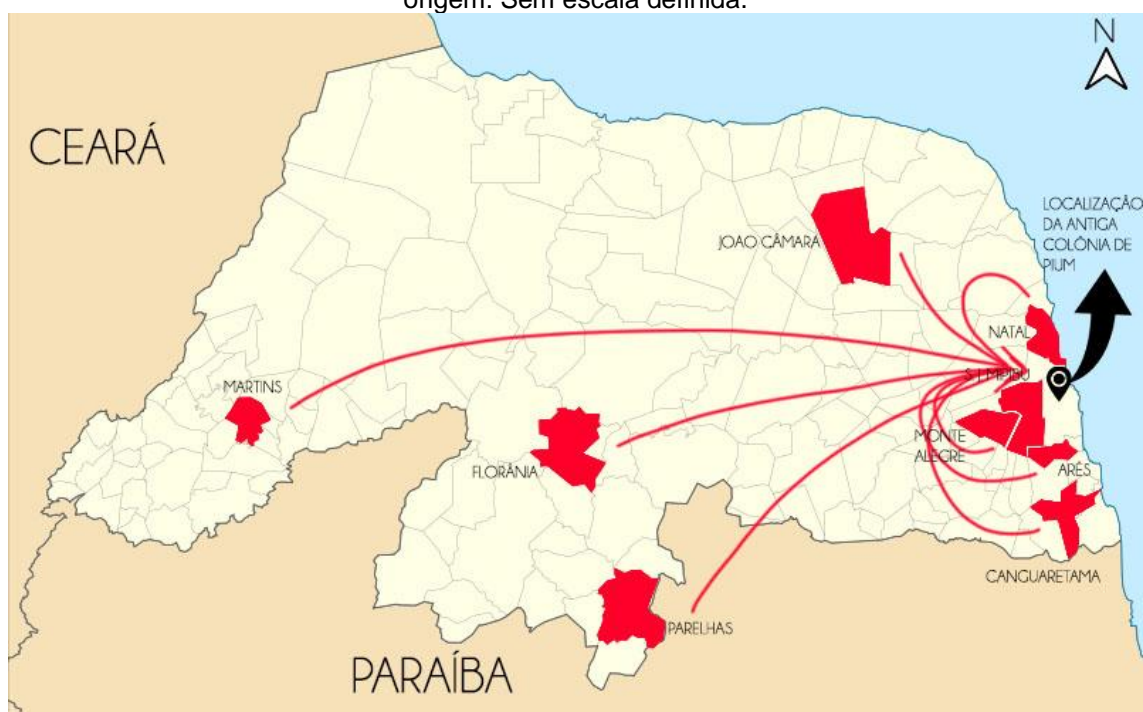 origem. Sem escala definida.
N
CEARÁ
LOCALIZAÇÃO
DA ANTIGA
COLÔNIA DE
PIUM
JOAO CÂMARA
NATAL
S J MPIBU
MARTINS
MONTE
ALEGRE
FLORÂNIA
ARÊS
CANGUARETAMA
PARELHAS
PARAÍBA